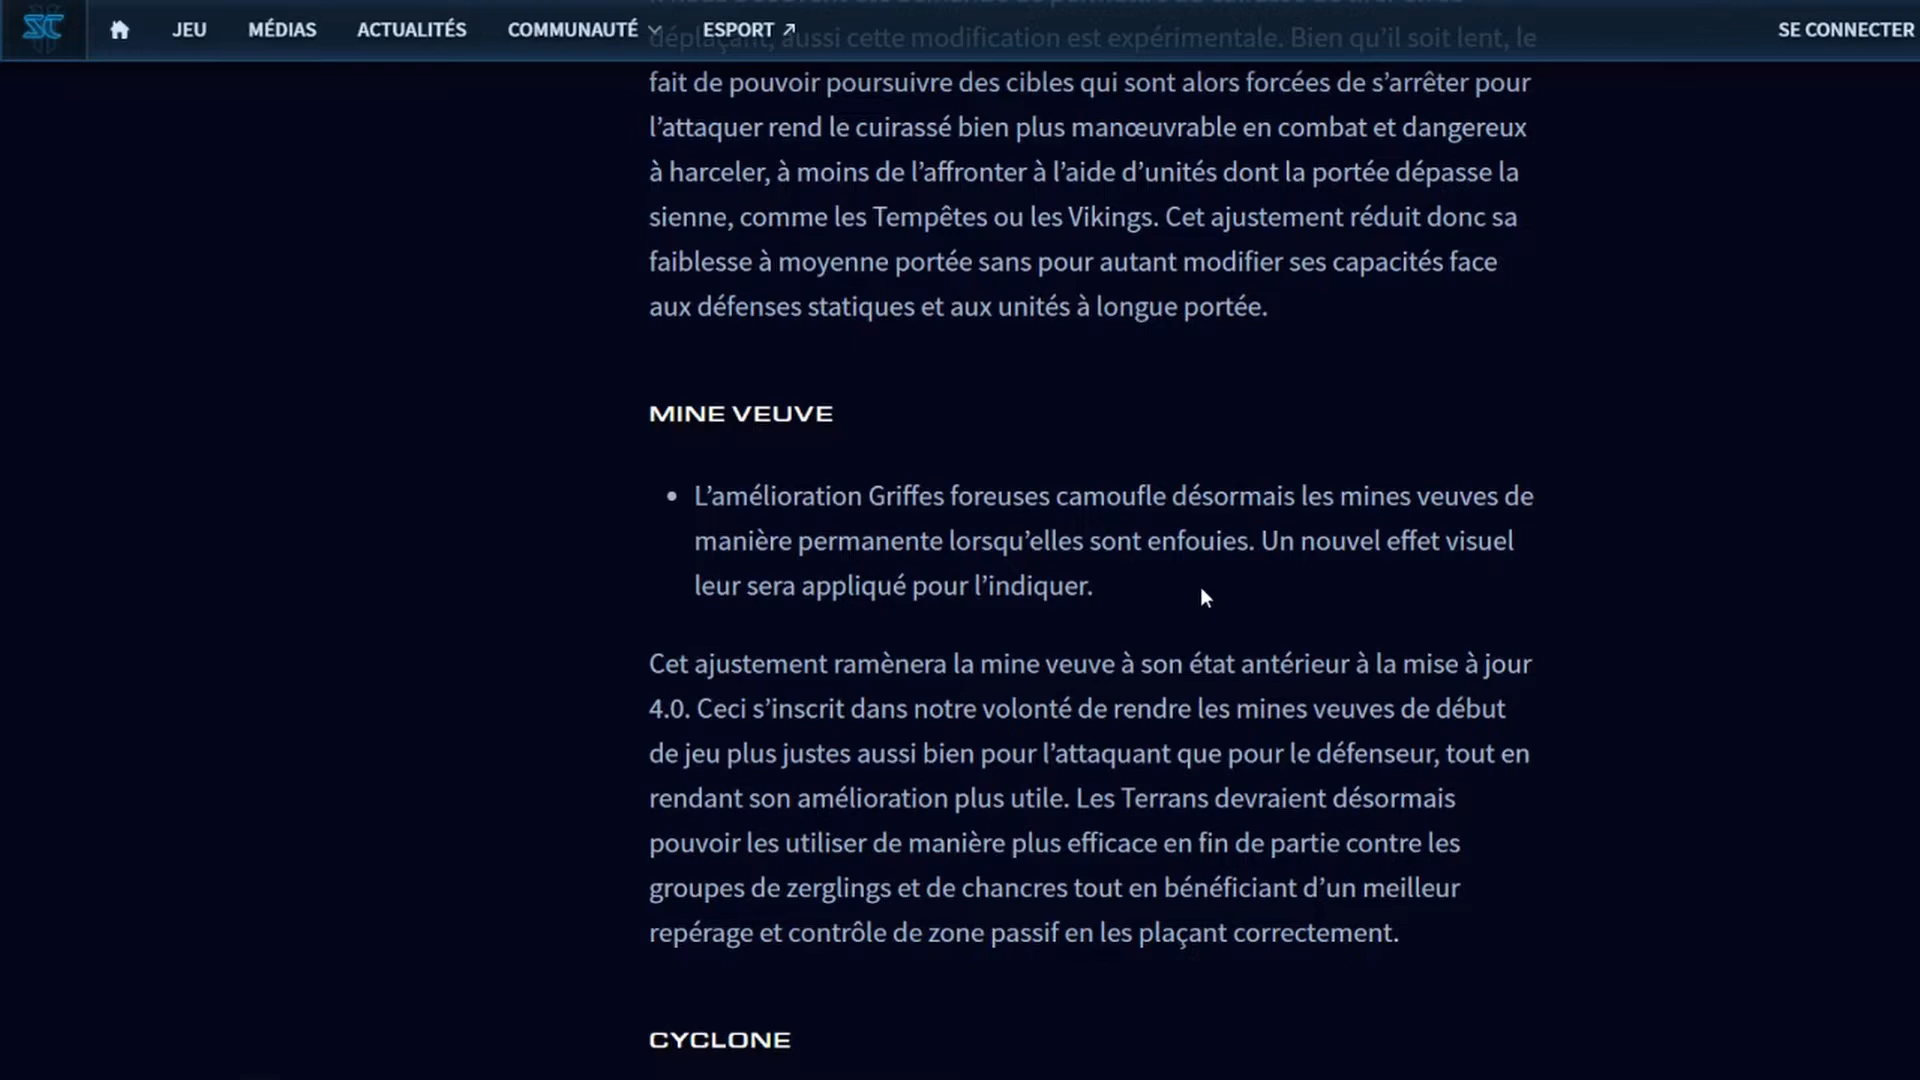 JEU MÉDIAS ACTUALITÉS COMMUNAUTÉ ESPORT SE CONNECTER
déplaçant, aussi cette modification est expérimentale. Bien qu’il soit lent, le
fait de pouvoir poursuivre des cibles qui sont alors forcées de s’arrêter pour
l’attaquer rend le cuirassé bien plus manœuvrable en combat et dangereux
à harceler, à moins de l’affronter à l’aide d’unités dont la portée dépasse la
sienne, comme les Tempêtes ou les Vikings. Cet ajustement réduit donc sa
faiblesse à moyenne portée sans pour autant modifier ses capacités face
aux défenses statiques et aux unités à longue portée.
MINE VEUVE
• L’amélioration Griffes foreuses camoufle désormais les mines veuves de
manière permanente lorsqu’elles sont enfouies. Un nouvel effet visuel
leur sera appliqué pour l’indiquer.
Cet ajustement ramènera la mine veuve à son état antérieur à la mise à jour
4.0. Ceci s’inscrit dans notre volonté de rendre les mines veuves de début
de jeu plus justes aussi bien pour l’attaquant que pour le défenseur, tout en
rendant son amélioration plus utile. Les Terrans devraient désormais
pouvoir les utiliser de manière plus efficace en fin de partie contre les
groupes de zerglings et de chancres tout en bénéficiant d’un meilleur
repérage et contrôle de zone passif en les plaçant correctement.
CYCLONE